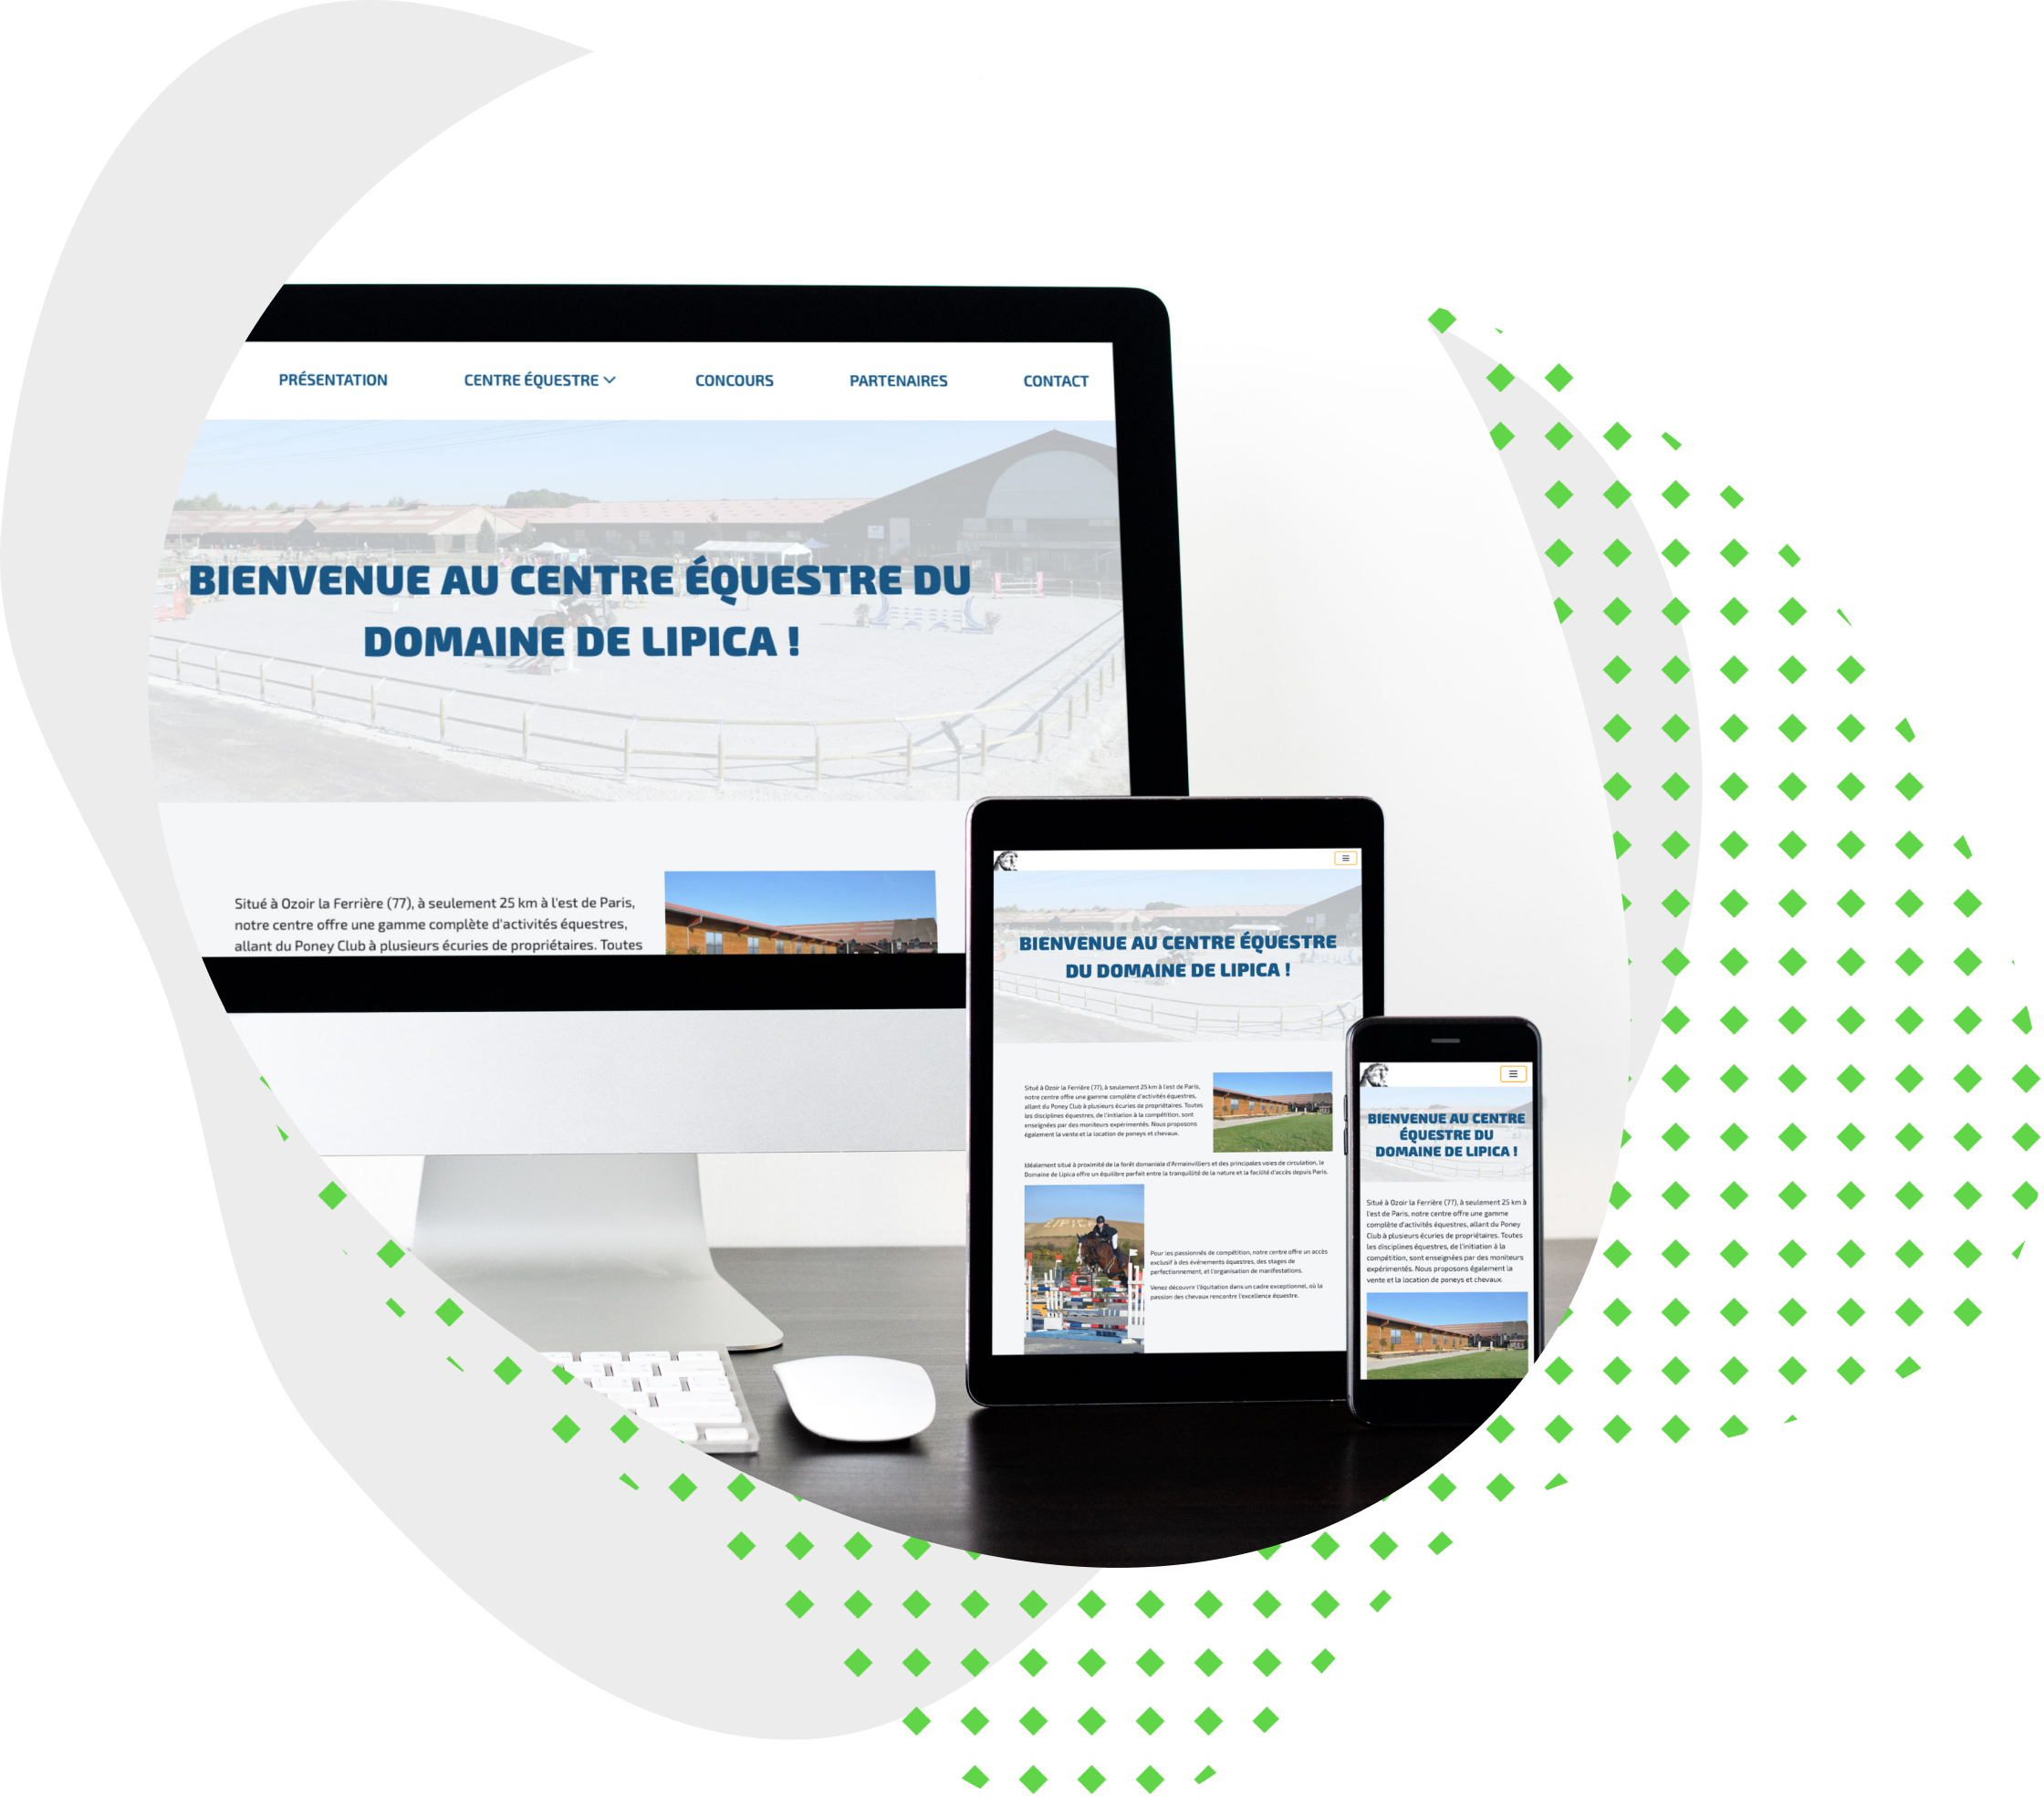 PRÉSENTATION CENTRE ÉQUESTRE CONCOURS PARTENAIRES CONTACT
BIENVENUE AU CENTRE ÉQUESTRE DU
DOMAINE DE LIPICA !
Situé à Ozoir la Ferrière (77), à seulement 25 km à l'est de Paris,
notre centre offre une gamme complète d'activités équestres,
allant du Poney Club à plusieurs écuries de propriétaires. Toutes
BIENVENUE AU CENTRE ÉQUESTRE
DU DOMAINE DE LIPICA !
Situé à Ozoir la Ferrière (77), à seulement 25 km à l'est de Paris,
notre centre offre une gamme complète d'activités équestres,
allant du Poney Club à plusieurs écuries de propriétaires. Toutes
les disciplines équestres, de l'initiation à la compétition, sont
enseignées par des moniteurs expérimentés. Nous proposons
également la vente et la location de poneys et chevaux.
Idéalement situé à proximité de la forêt domaniale d'Armainvilliers et des principales voies de circulation, le
Domaine de Lipica offre un équilibre parfait entre la tranquillité de la nature et la facilité d'accès depuis Paris.
LIPICA
Pour les passionnés de compétition, notre centre offre un accès
exclusif à des événements équestres, des stages de
perfectionnement, et l'organisation de manifestations.
Venez découvrir l'équitation dans un cadre exceptionnel, où la
passion des chevaux rencontre l'excellence équestre.
BIENVENUE AU CENTRE
ÉQUESTRE DU
DOMAINE DE LIPICA !
Situé à Ozoir la Ferrière (77), à seulement 25 km à
l'est de Paris, notre centre offre une gamme
complète d'activités équestres, allant du Poney
Club à plusieurs écuries de propriétaires. Toutes
les disciplines équestres, de l'initiation à la
compétition, sont enseignées par des moniteurs
expérimentés. Nous proposons également la
vente et la location de poneys et chevaux.